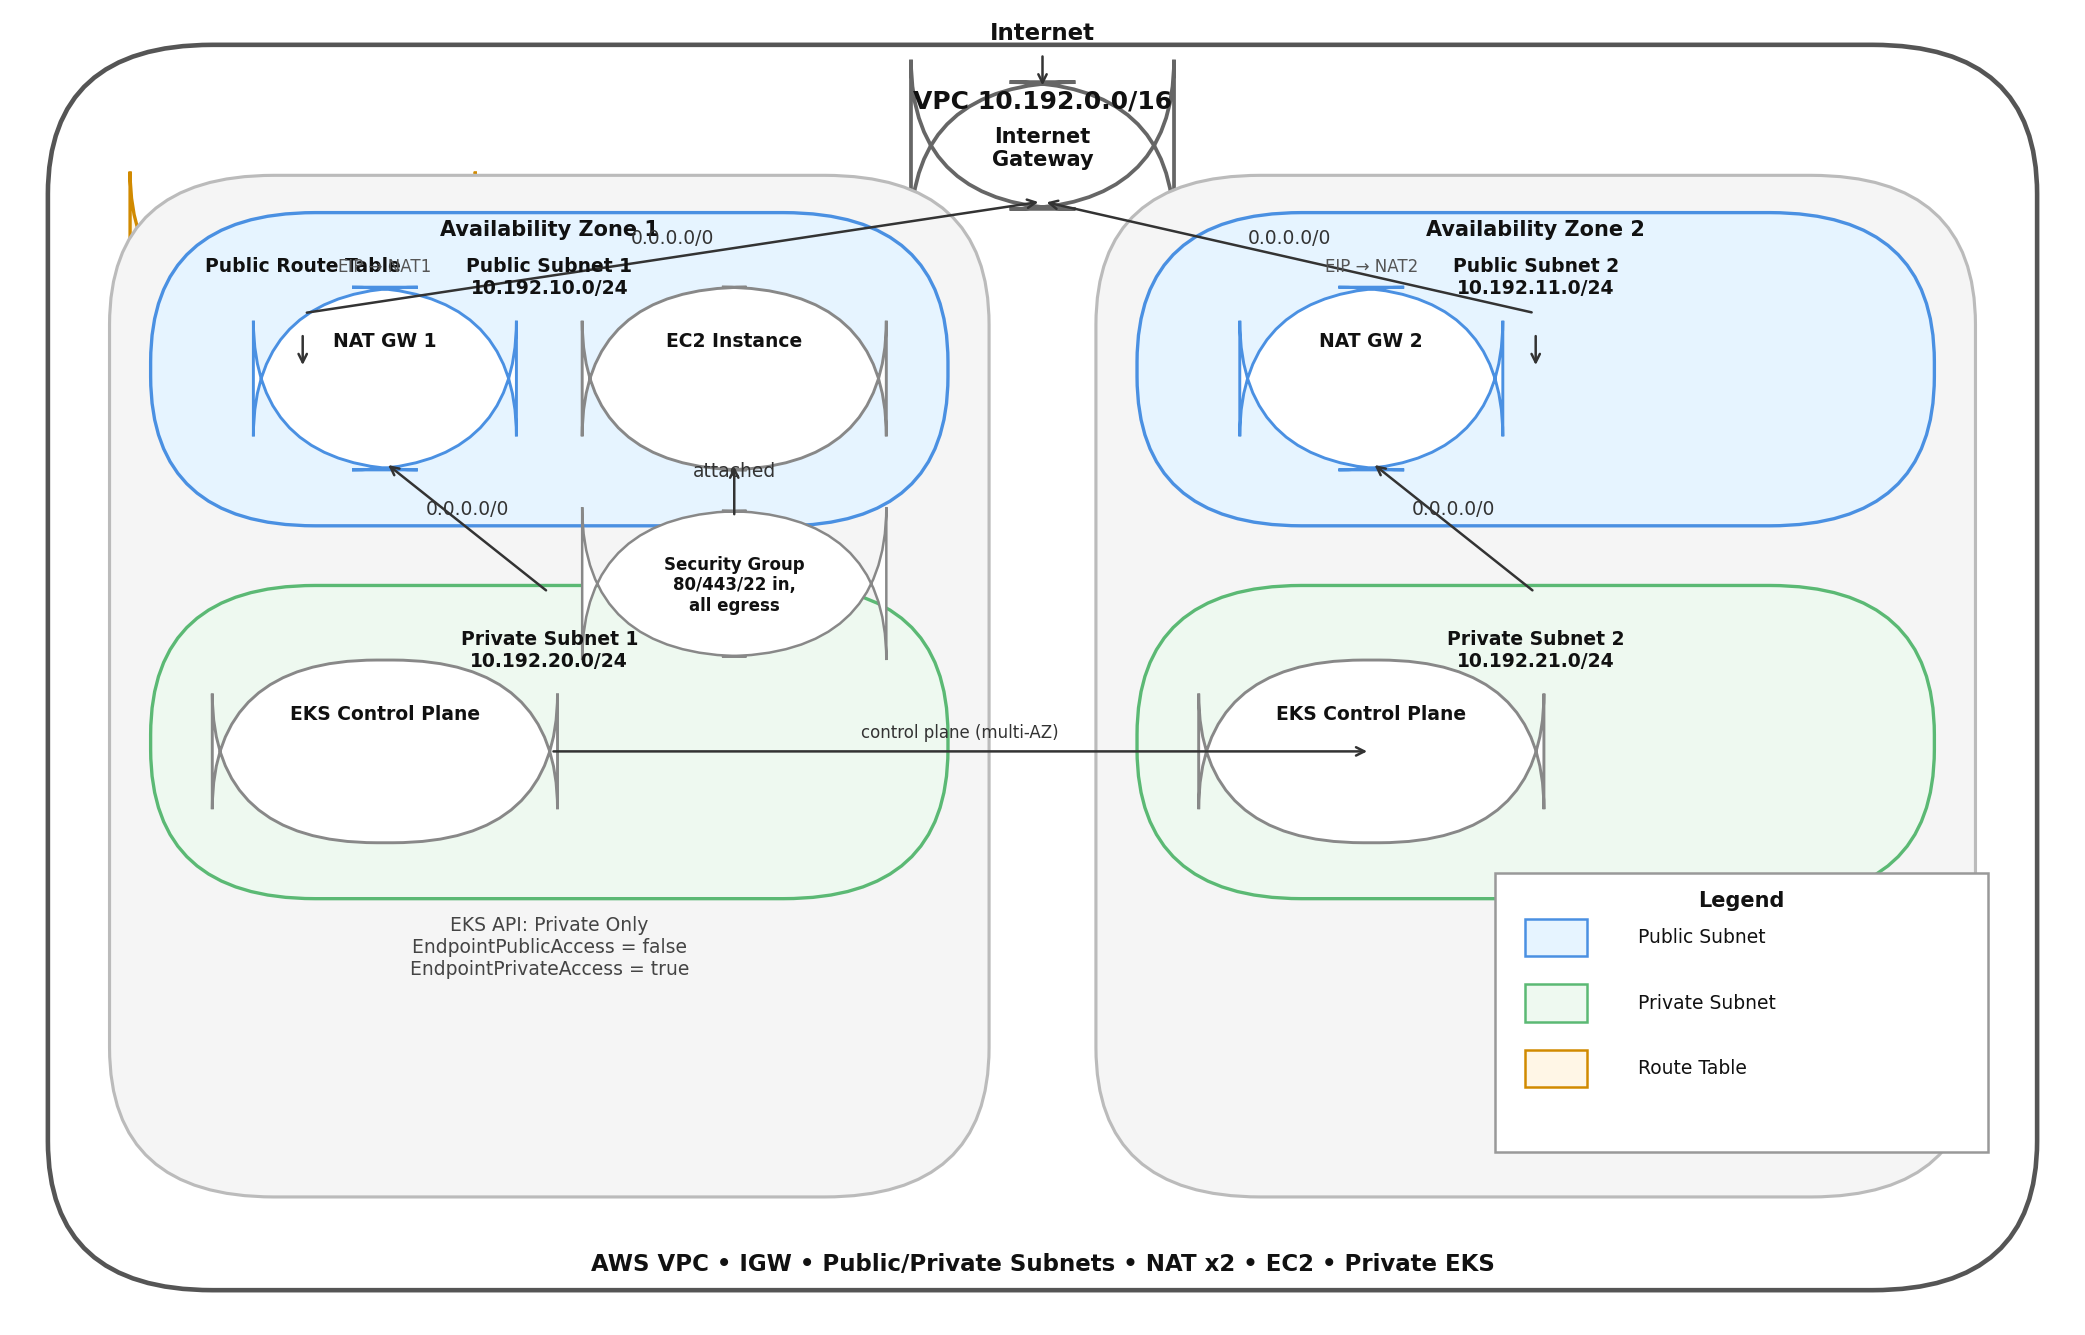 Internet
VPC 10.192.0.0/16
Internet
Gateway
Availability Zone 1
0.0.0.0/0
Public Route Table
EIP → NAT1
Public Subnet 1
10.192.10.0/24
NAT GW 1
EC2 Instance
attached
0.0.0.0/0
Security Group
80/443/22 in,
all egress
Private Subnet 1
10.192.20.0/24
EKS Control Plane
control plane (multi-AZ)
EKS API: Private Only
EndpointPublicAccess = false
EndpointPrivateAccess = true
0.0.0.0/0
Availability Zone 2
EIP → NAT2
Public Subnet 2
10.192.11.0/24
NAT GW 2
0.0.0.0/0
Private Subnet 2
10.192.21.0/24
EKS Control Plane
Legend
Public Subnet
Private Subnet
Route Table
AWS VPC • IGW • Public/Private Subnets • NAT x2 • EC2 • Private EKS